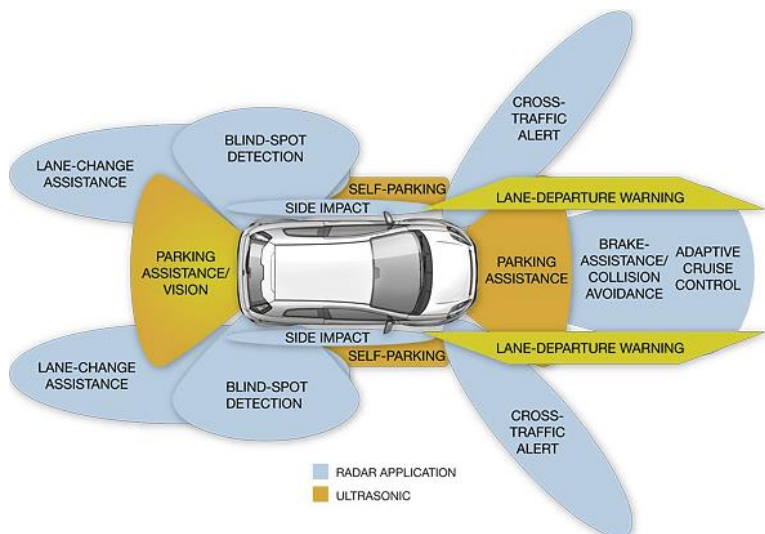 CROSS-
TRAFFIC
ALERT
BLIND-SPOT
DETECTION
LANE-CHANGE
ASSISTANCE
SELF-PARKING
LANE-DEPARTURE WARNING
SIDE IMPACT
PARKING
ASSISTANCE/
VISION
PARKING
ASSISTANCE
BRAKE-
ASSISTANCE/
COLLISION
AVOIDANCE
ADAPTIVE
CRUISE
CONTROL
SIDE IMPACT
SELF-PARKING
LANE-DEPARTURE WARNING
LANE-CHANGE
ASSISTANCE
BLIND-SPOT
DETECTION
CROSS-
TRAFFIC
ALERT
RADAR APPLICATION
ULTRASONIC